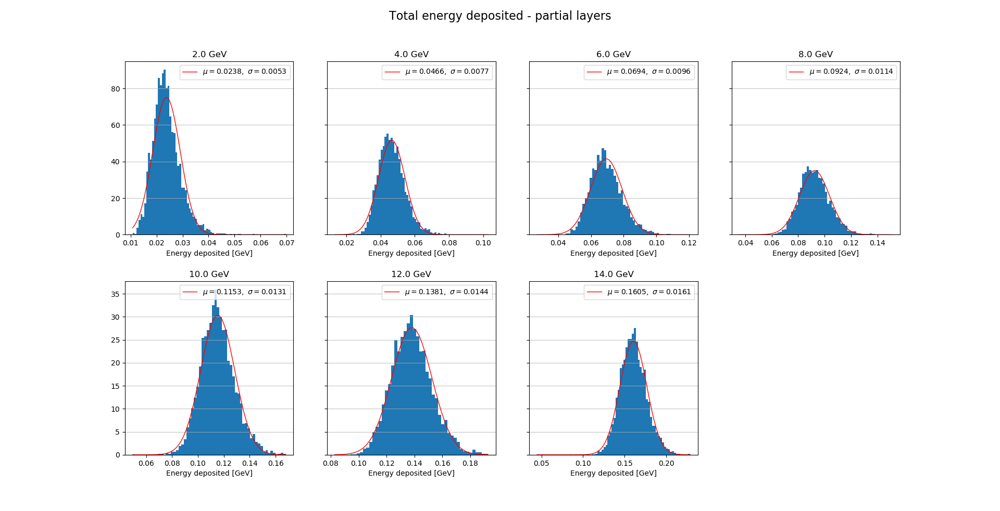 Total energy deposited - partial layers
2.0 GeV
μ = 0.0238, σ = 0.0053
80
60
40
20
0
0.01 0.02 0.03 0.04 0.05 0.06 0.07
Energy deposited [GeV]
4.0 GeV
μ = 0.0466, σ = 0.0077
0.02 0.04 0.06 0.08 0.10
Energy deposited [GeV]
6.0 GeV
μ = 0.0694, σ = 0.0096
0.04 0.06 0.08 0.10 0.12
Energy deposited [GeV]
8.0 GeV
μ = 0.0924, σ = 0.0114
0.04 0.06 0.08 0.10 0.12 0.14
Energy deposited [GeV]
10.0 GeV
μ = 0.1153, σ = 0.0131
35
30
25
20
15
10
5
0
0.06 0.08 0.10 0.12 0.14 0.16
Energy deposited [GeV]
12.0 GeV
μ = 0.1381, σ = 0.0144
0.08 0.10 0.12 0.14 0.16 0.18
Energy deposited [GeV]
14.0 GeV
μ = 0.1605, σ = 0.0161
0.05 0.10 0.15 0.20
Energy deposited [GeV]